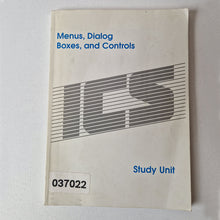 Menus, Dialog
Boxes, and Controls
ICS
Study Unit
037022